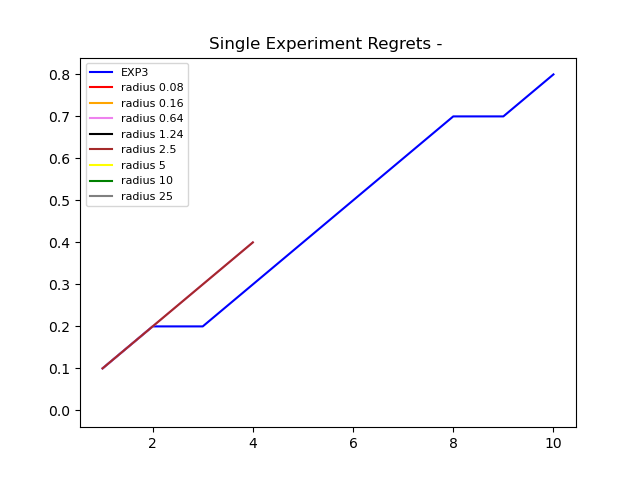 Single Experiment Regrets -
EXP3
radius 0.08
radius 0.16
radius 0.64
radius 1.24
radius 2.5
radius 5
radius 10
radius 25
0.8
0.7
0.6
0.5
0.4
0.3
0.2
0.1
0.0
2 4 6 8 10